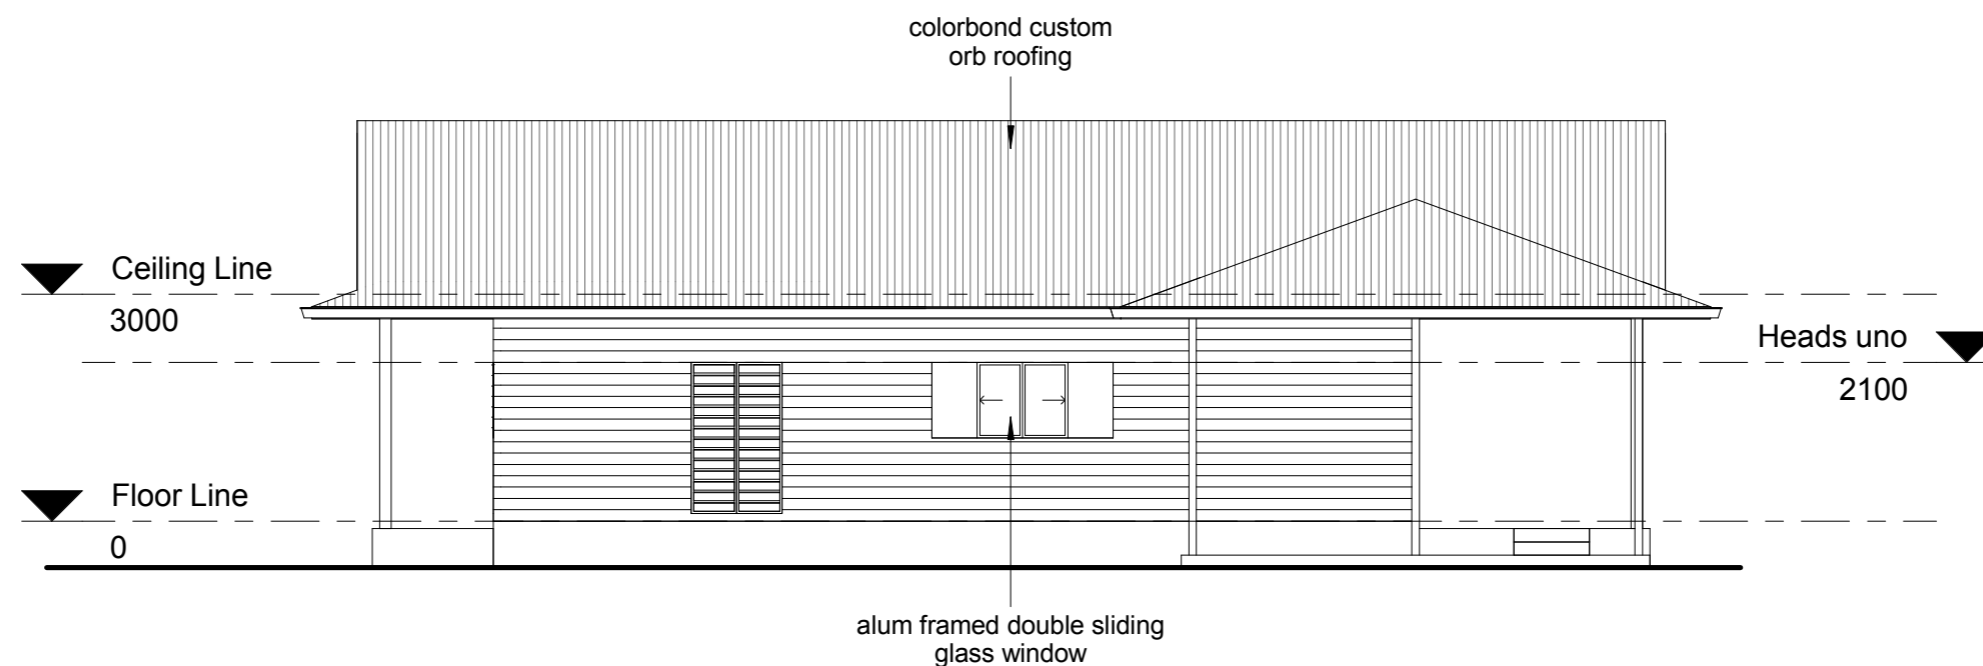 colorbond custom
orb roofing
Ceiling Line
3000
Heads uno
2100
Floor Line
0
alum framed double sliding
glass window